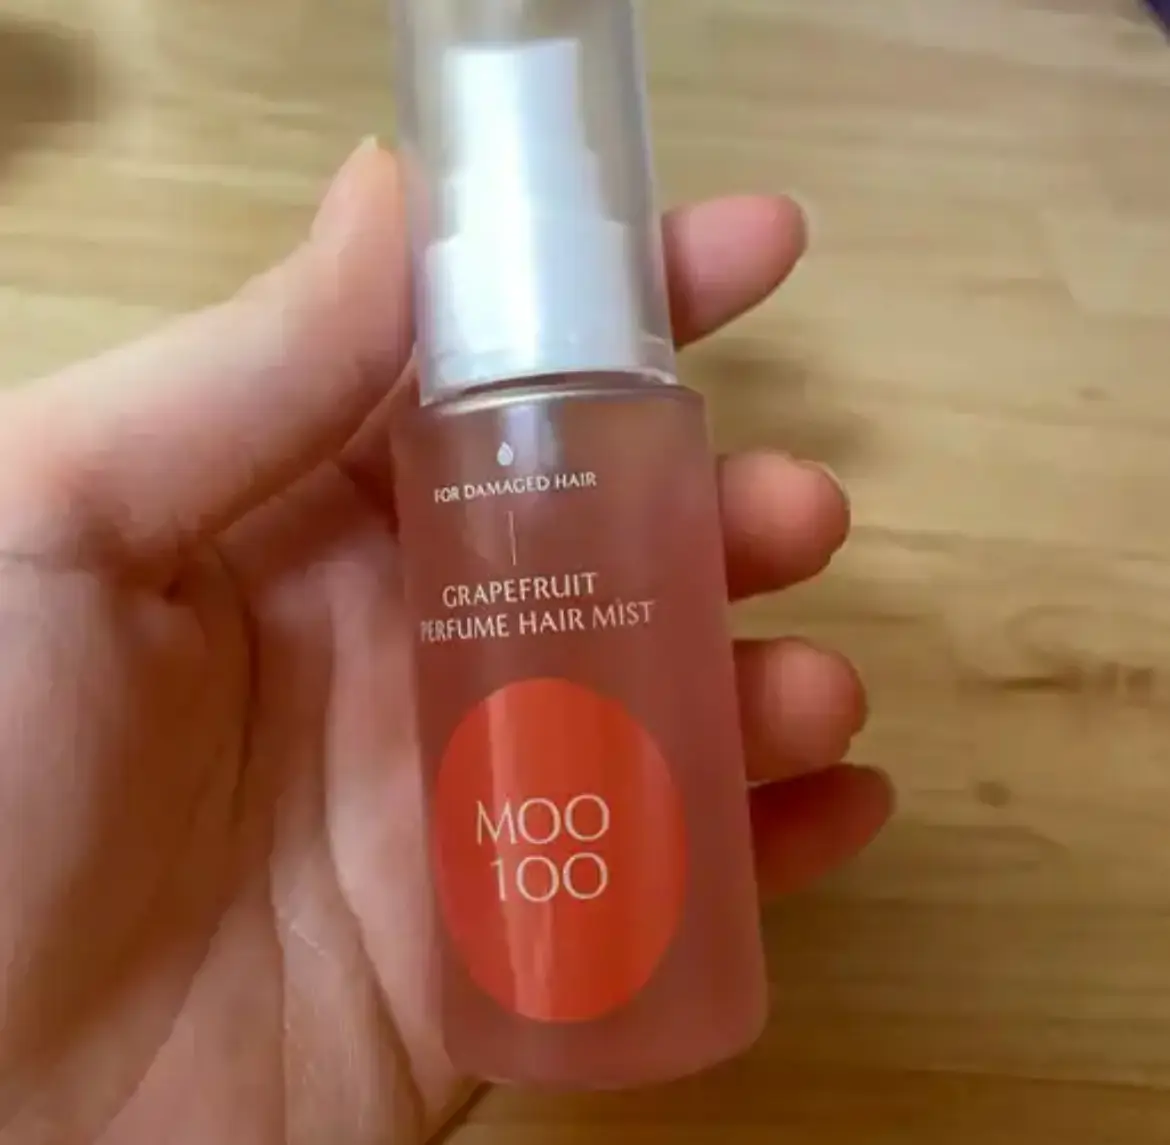 FOR DAMAGED HAIR
GRAPEFRUIT
PERFUME HAIR MIST
MOO
100